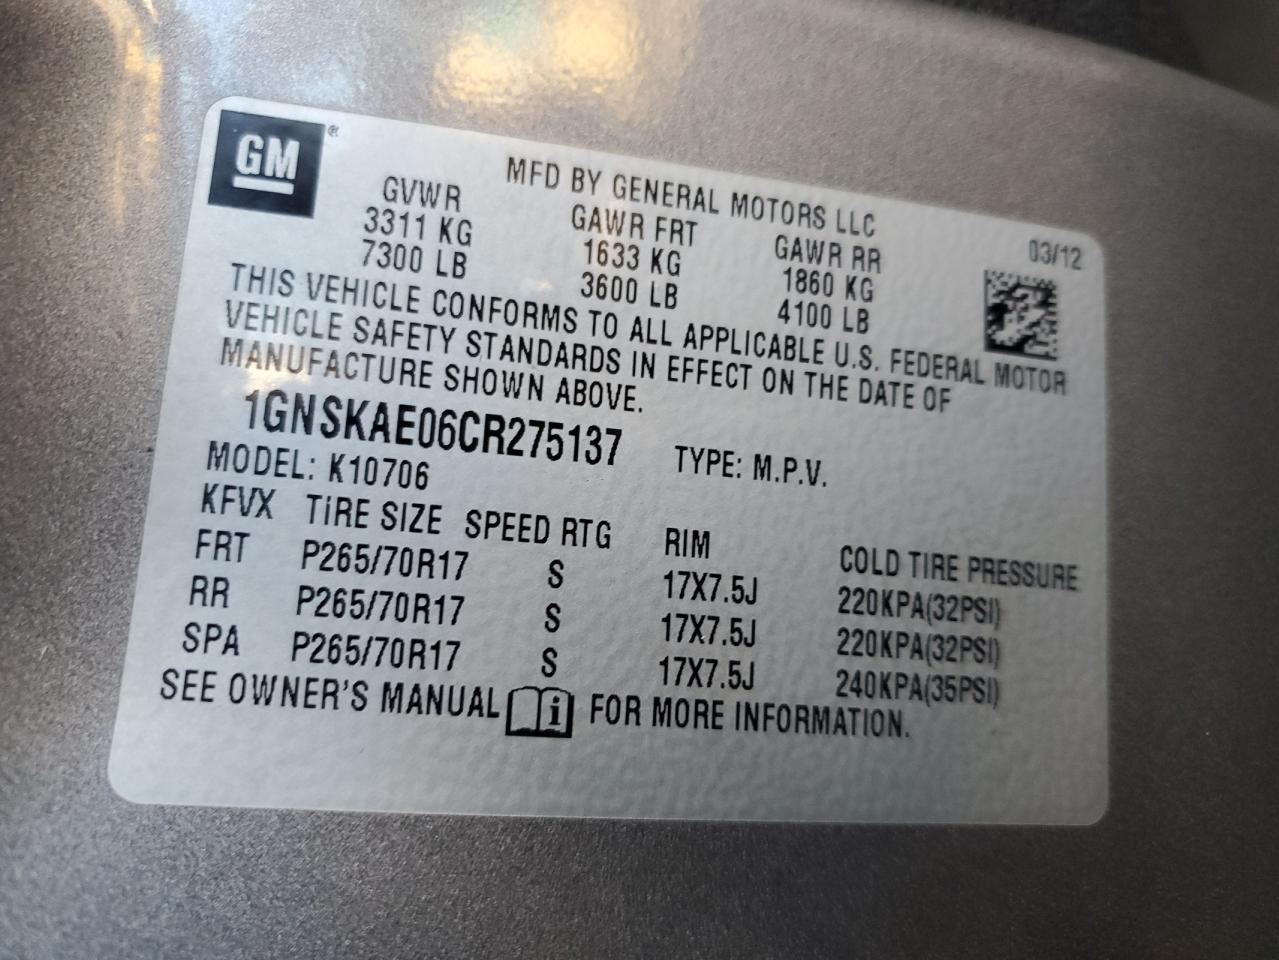 GM®
MFD BY GENERAL MOTORS LLC
03/12
GVWR GAWR FRT GAWR RR
3311 KG 1633 KG 1860 KG
7300 LB 3600 LB 4100 LB
THIS VEHICLE CONFORMS TO ALL APPLICABLE U.S. FEDERAL MOTOR
VEHICLE SAFETY STANDARDS IN EFFECT ON THE DATE OF
MANUFACTURE SHOWN ABOVE.
1GNSKAE06CR275137 TYPE: M.P.V.
MODEL: K10706
KFVX TIRE SIZE SPEED RTG RIM COLD TIRE PRESSURE
FRT P265/70R17 S 17X7.5J 220KPA(32PSI)
RR P265/70R17 S 17X7.5J 220KPA(32PSI)
SPA P265/70R17 S 17X7.5J 240KPA(35PSI)
SEE OWNER'S MANUAL i FOR MORE INFORMATION.